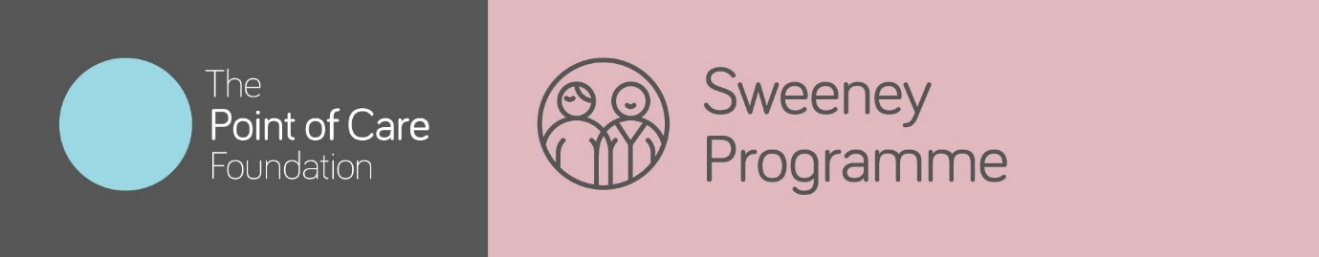 The
Point of Care
Foundation
Sweeney
Programme